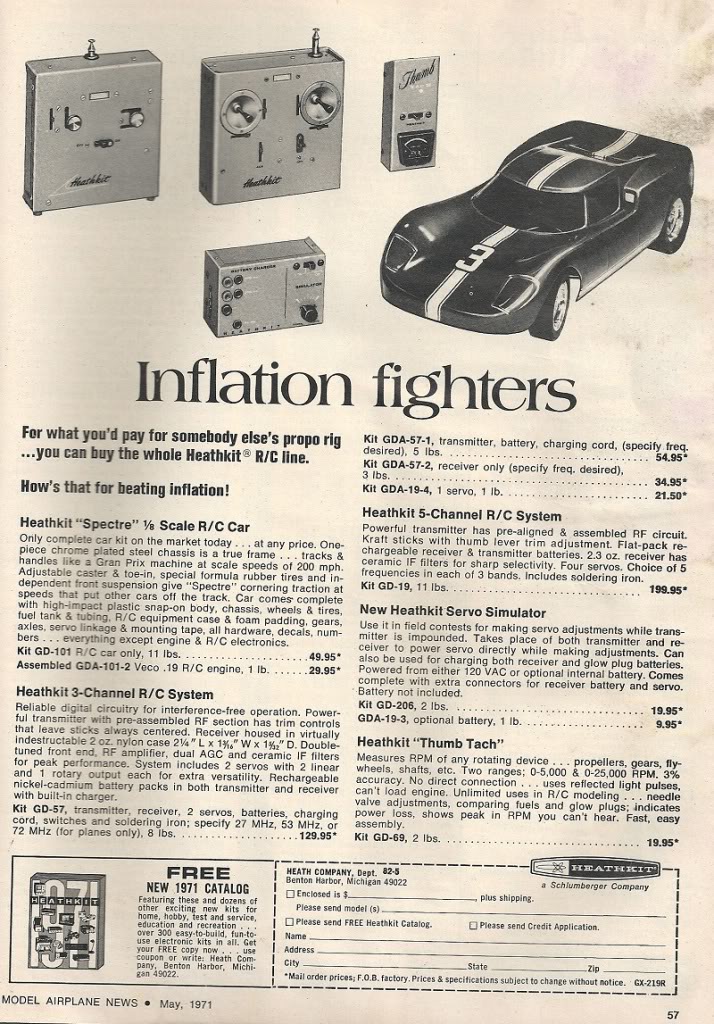 Heathkit
Heathkit
Thumb
BATTERY CHARGER
SIMULATOR
HEATHKIT
3
Inflation fighters
For what you'd pay for somebody else's propo rig
...you can buy the whole Heathkit® R/C line.
How's that for beating inflation!
Heathkit "Spectre" ⅛ Scale R/C Car
Only complete car kit on the market today . . . at any price. One-
piece chrome plated steel chassis is a true frame . . . tracks &
handles like a Gran Prix machine at scale speeds of 200 mph.
Adjustable caster & toe-in, special formula rubber tires and in-
dependent front suspension give "Spectre" cornering traction at
speeds that put other cars off the track. Car comes complete
with high-impact plastic snap-on body, chassis, wheels & tires,
fuel tank & tubing, R/C equipment case & foam padding, gears,
axles, servo linkage & mounting tape, all hardware, decals, num-
bers . . . everything except engine & R/C electronics.
Kit GD-101 R/C car only, 11 lbs. . . . . . . . . . . . . . . . . . . .49.95*
Assembled GDA-101-2 Veco .19 R/C engine, 1 lb. . . . . . .29.95*
Heathkit 3-Channel R/C System
Reliable digital circuitry for interference-free operation. Power-
ful transmitter with pre-assembled RF section has trim controls
that leave sticks always centered. Receiver housed in virtually
indestructable 2 oz. nylon case 2¼" L x 1⁹⁄₁₆" W x 1³⁄₃₂" D. Double-
tuned front end, RF amplifier, dual AGC and ceramic IF filters
for peak performance. System includes 2 servos with 2 linear
and 1 rotary output each for extra versatility. Rechargeable
nickel-cadmium battery packs in both transmitter and receiver
with built-in charger.
Kit GD-57, transmitter, receiver, 2 servos, batteries, charging
cord, switches and soldering iron; specify 27 MHz, 53 MHz, or
72 MHz (for planes only), 8 lbs. . . . . . . . . . . . . . . . . . . .129.95*
Kit GDA-57-1, transmitter, battery, charging cord, (specify freq.
desired), 5 lbs. . . . . . . . . . . . . . . . . . . . 54.95*
Kit GDA-57-2, receiver only (specify freq. desired),
3 lbs. . . . . . . . . . . . . . . . . . . . 34.95*
Kit GDA-19-4, 1 servo, 1 lb. . . . . . . . . . . . . . . . . . . . 21.50*
Heathkit 5-Channel R/C System
Powerful transmitter has pre-aligned & assembled RF circuit.
Kraft sticks with thumb lever trim adjustment. Flat-pack re-
chargeable receiver & transmitter batteries. 2.3 oz. receiver has
ceramic IF filters for sharp selectivity. Four servos. Choice of 5
frequencies in each of 3 bands. Includes soldering iron.
Kit GD-19, 11 lbs. . . . . . . . . . . . . . . . . . . . 199.95*
New Heathkit Servo Simulator
Use it in field contests for making servo adjustments while trans-
mitter is impounded. Takes place of both transmitter and re-
ceiver to power servo directly while making adjustments. Can
also be used for charging both receiver and glow plug batteries.
Powered from either 120 VAC or optional internal battery. Comes
complete with extra connectors for receiver battery and servo.
Battery not included.
Kit GD-206, 2 lbs. . . . . . . . . . . . . . . . . . . . 19.95*
GDA-19-3, optional battery, 1 lb. . . . . . . . . . . . . . . . . . . . 9.95*
Heathkit "Thumb Tach"
Measures RPM of any rotating device . . . propellers, gears, fly-
wheels, shafts, etc. Two ranges; 0-5,000 & 0-25,000 RPM. 3%
accuracy. No direct connection . . . uses reflected light pulses,
can't load engine. Unlimited uses in R/C modeling . . . needle
valve adjustments, comparing fuels and glow plugs; indicates
power loss, shows peak in RPM you can't hear. Fast, easy
assembly.
Kit GD-69, 2 lbs. . . . . . . . . . . . . . . . . . . . 19.95*
HEATHKIT
FREE
NEW 1971 CATALOG
Featuring these and dozens of
other exciting new kits for
home, hobby, test and service,
education and recreation . . .
over 300 easy-to-build, fun-to-
use electronic kits in all. Get
your FREE copy now . . . use
coupon or write: Heath Com-
pany, Benton Harbor, Michi-
gan 49022.
HEATH COMPANY, Dept. 82-5
Benton Harbor, Michigan 49022
HEATHKIT
a Schlumberger Company
Enclosed is $ , plus shipping.
Please send model (s)
Please send FREE Heathkit Catalog. Please send Credit Application.
Name
Address
City State Zip
*Mail order prices; F.O.B. factory. Prices & specifications subject to change without notice. GX-219R
MODEL AIRPLANE NEWS • May, 1971
57